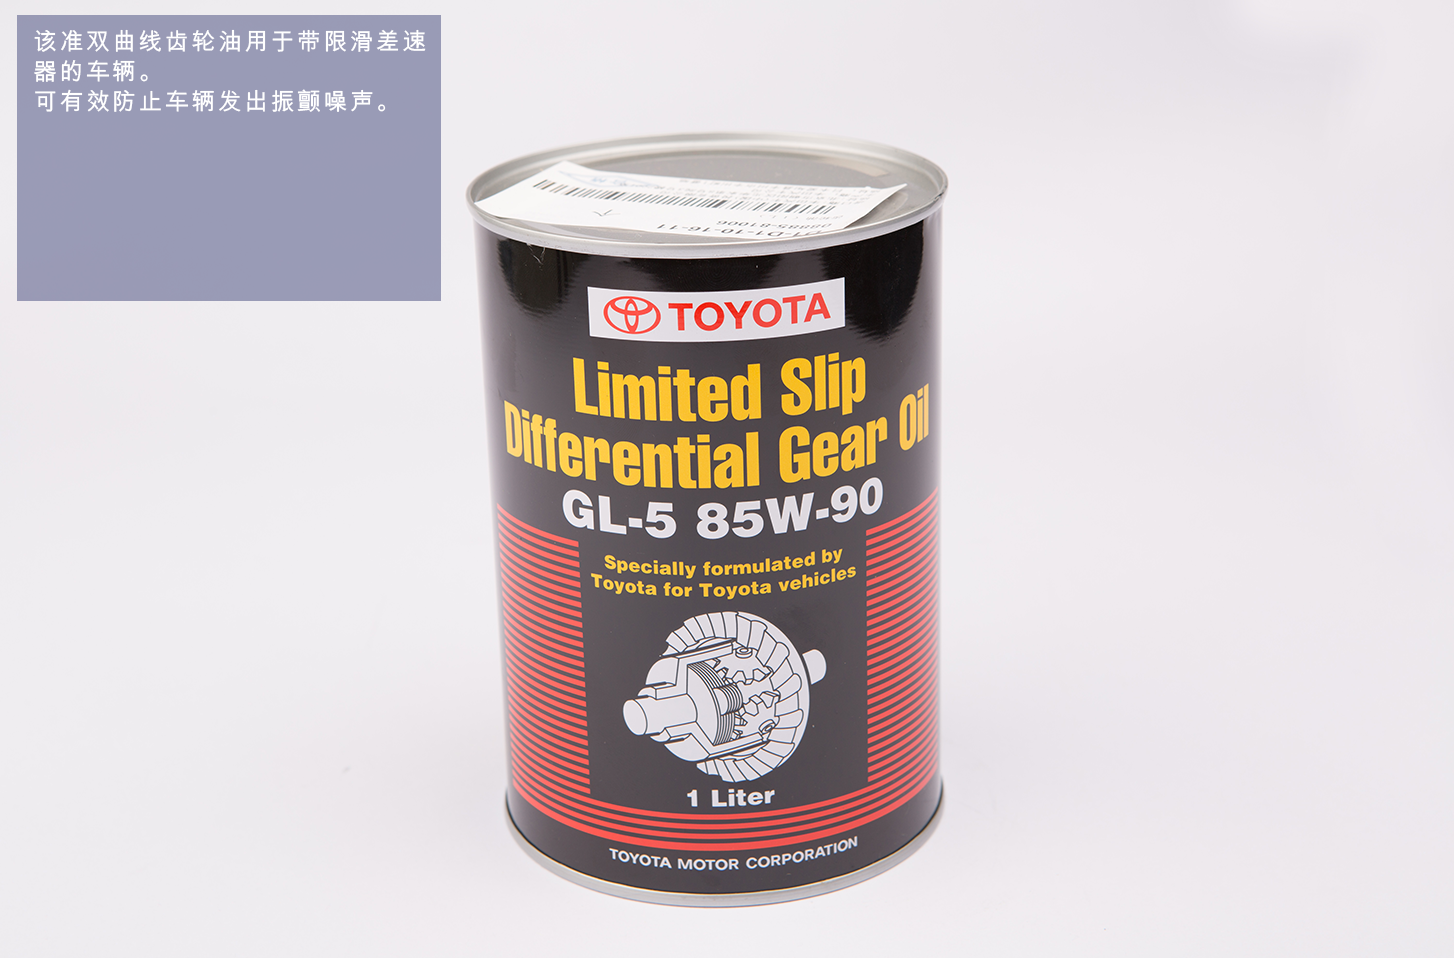 该准双曲线齿轮油用于带限滑差速
器的车辆。
可有效防止车辆发出振颤噪声。
08885-81006
TOYOTA
Limited Slip
Differential Gear Oil
GL-5 85W-90
Specially formulated by
Toyota for Toyota vehicles
1 Liter
TOYOTA MOTOR CORPORATION